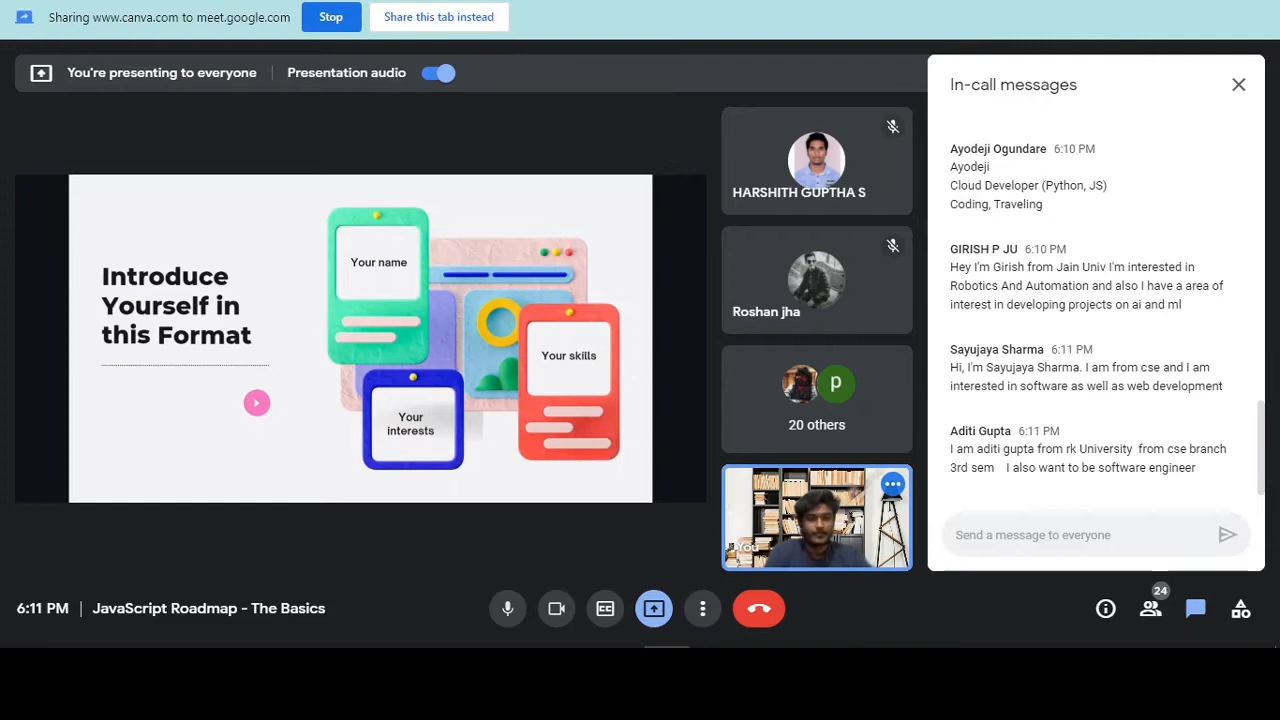 Sharing www.canva.com to meet.google.com
Stop
Share this tab instead
You're presenting to everyone
Presentation audio
Introduce
Yourself in
this Format
Your name
Your skills
Your
interests
HARSHITH GUPTHA S
Roshan jha
p
20 others
You
In-call messages
Ayodeji Ogundare 6:10 PM
Ayodeji
Cloud Developer (Python, JS)
Coding, Traveling
GIRISH P JU 6:10 PM
Hey I'm Girish from Jain Univ I'm interested in
Robotics And Automation and also I have a area of
interest in developing projects on ai and ml
Sayujaya Sharma 6:11 PM
Hi, I'm Sayujaya Sharma. I am from cse and I am
interested in software as well as web development
Aditi Gupta 6:11 PM
I am aditi gupta from rk University from cse branch
3rd sem I also want to be software engineer
Send a message to everyone
6:11 PM
JavaScript Roadmap - The Basics
CC
24